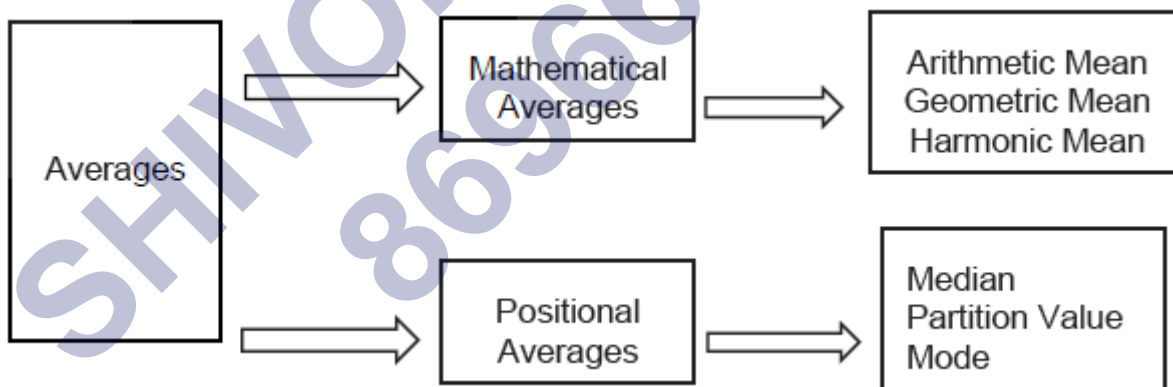 Averages
Mathematical
Averages
Arithmetic Mean
Geometric Mean
Harmonic Mean
Positional
Averages
Median
Partition Value
Mode